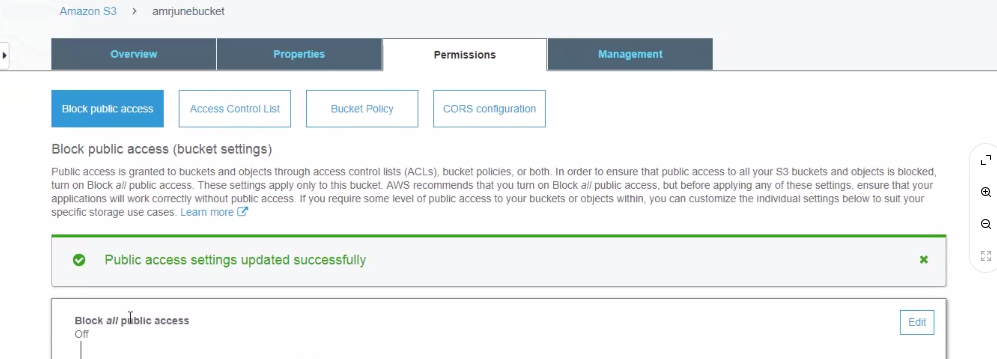 Amazon S3 > amrjunebucket
Overview Properties Permissions Management
Block public access Access Control List Bucket Policy CORS configuration
Block public access (bucket settings)
Public access is granted to buckets and objects through access control lists (ACLs), bucket policies, or both. In order to ensure that public access to all your S3 buckets and objects is blocked,
turn on Block all public access. These settings apply only to this bucket. AWS recommends that you turn on Block all public access, but before applying any of these settings, ensure that your
applications will work correctly without public access. If you require some level of public access to your buckets or objects within, you can customize the individual settings below to suit your
specific storage use cases. Learn more
Public access settings updated successfully
Block all public access Edit
Off